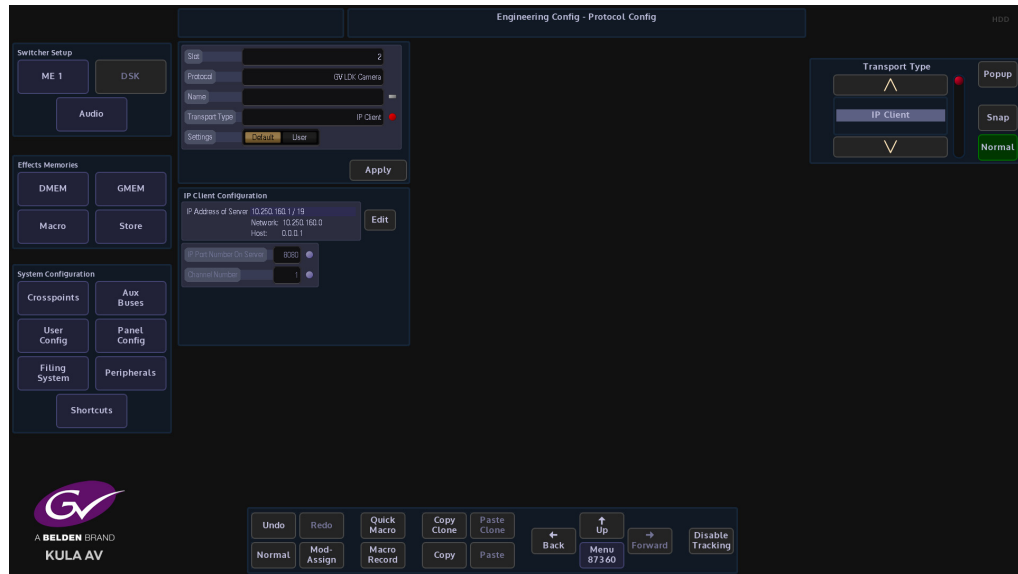 Engineering Config - Protocol Config
HDD
Switcher Setup
ME 1
DSK
Audio
Effects Memories
DMEM
GMEM
Macro
Store
System Configuration
Crosspoints
Aux
Buses
User
Config
Panel
Config
Filing
System
Peripherals
Shortcuts
Slot
2
Protocol
GV LDK Camera
Name
Transport Type
IP Client
Settings
Default
User
Apply
IP Client Configuration
IP Address of Server
10.250.160.1 / 19
Network: 10.250.160.0
Host: 0.0.0.1
Edit
IP Port Number On Server
8080
Channel Number
1
Transport Type
IP Client
Popup
Snap
Normal
GV
A BELDEN BRAND
KULA AV
Undo
Redo
Quick
Macro
Copy
Clone
Paste
Clone
Back
Up
Forward
Disable
Tracking
Normal
Mod-
Assign
Macro
Record
Copy
Paste
Menu
87360